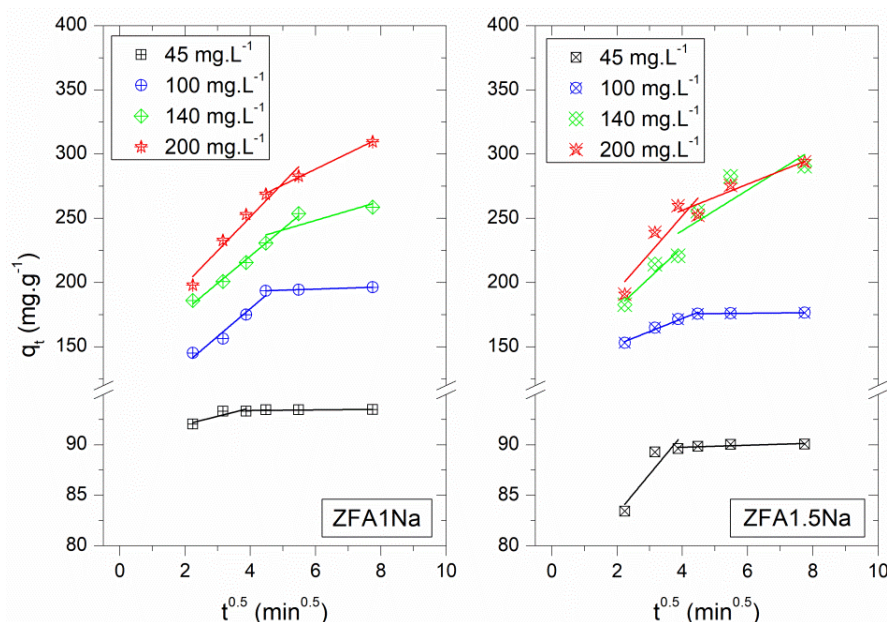 400
350
300
250
200
150
90
85
80
q_t (mg.g^-1)
45 mg.L^-1
100 mg.L^-1
140 mg.L^-1
200 mg.L^-1
ZFA1Na
0 2 4 6 8 10
t^0.5 (min^0.5)
400
350
300
250
200
150
90
85
80
45 mg.L^-1
100 mg.L^-1
140 mg.L^-1
200 mg.L^-1
ZFA1.5Na
0 2 4 6 8 10
t^0.5 (min^0.5)